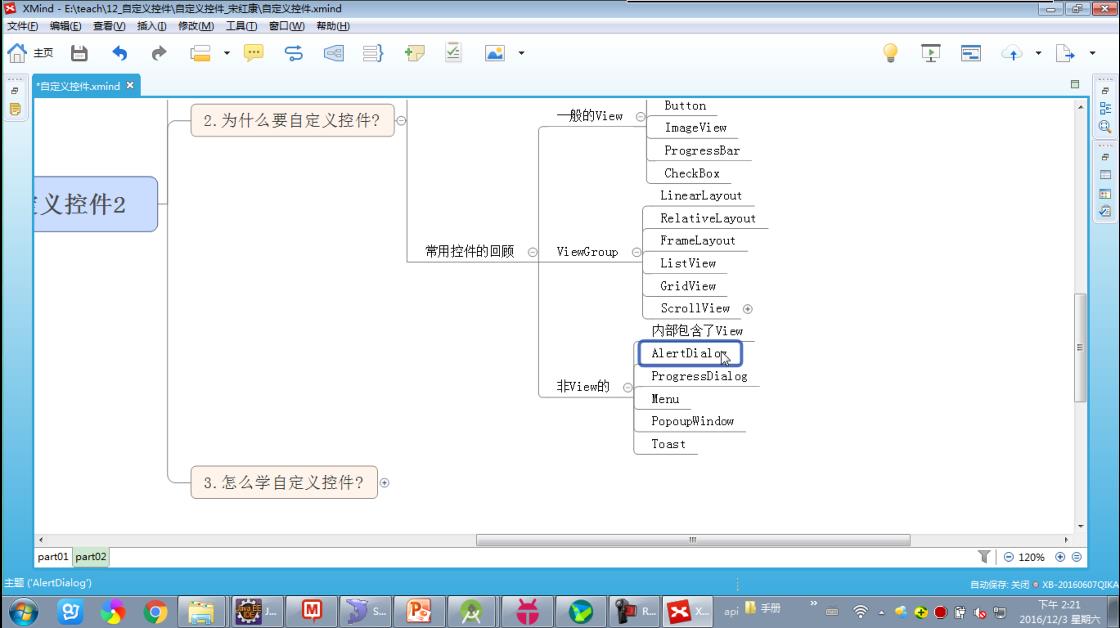 XMind - E:\teach\12_自定义控件\自定义控件_宋红康\自定义控件.xmind
文件(F) 编辑(E) 查看(V) 插入(I) 修改(M) 工具(T) 窗口(W) 帮助(H)
主页
*自定义控件.xmind
Button
2.为什么要自定义控件?
一般的View
ImageView
ProgressBar
CheckBox
LinearLayout
定义控件2
RelativeLayout
FrameLayout
常用控件的回顾
ViewGroup
ListView
GridView
ScrollView
内部包含了View
AlertDialog
ProgressDialog
非View的
Menu
PopoupWindow
Toast
3.怎么学自定义控件?
part01 part02
120%
主题 ('AlertDialog')
自动保存: 关闭
XB-20160607QIKA
J...
S...
R...
X...
api
手册
下午 2:21
2016/12/3 星期六